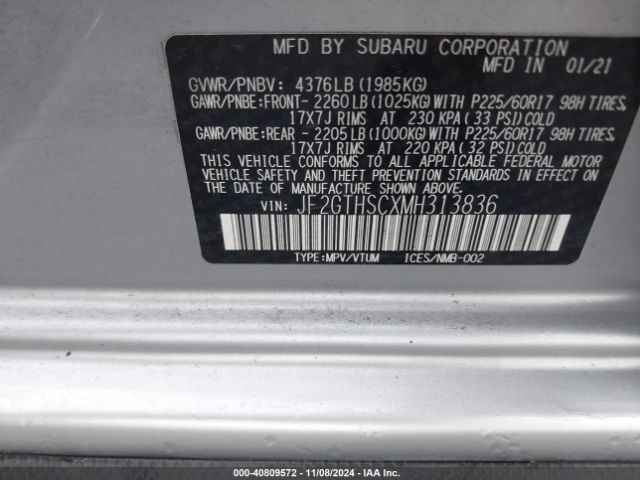 MFD BY SUBARU CORPORATION
MFD IN 01/21
GVWR/PNBV: 4376LB(1985KG)
GAWR/PNBE:FRONT- 2260LB(1025KG)WITH P225/60R17 98H TIRES,
17X7J RIMS AT 230 KPA(33 PSI)COLD
GAWR/PNBE:REAR - 2205LB(1000KG)WITH P225/60R17 98H TIRES,
17X7J RIMS AT 220 KPA(32 PSI)COLD
THIS VEHICLE CONFORMS TO ALL APPLICABLE FEDERAL MOTOR
VEHICLE SAFETY AND THEFT PREVENTION STANDARDS IN EFFECT
ON THE DATE OF MANUFACTURE SHOWN ABOVE.
VIN: JF2GTHSCXMH313836
TYPE:MPV/VTUM ICES/NMB-002
000-40809572 - 11/08/2024 - IAA Inc.